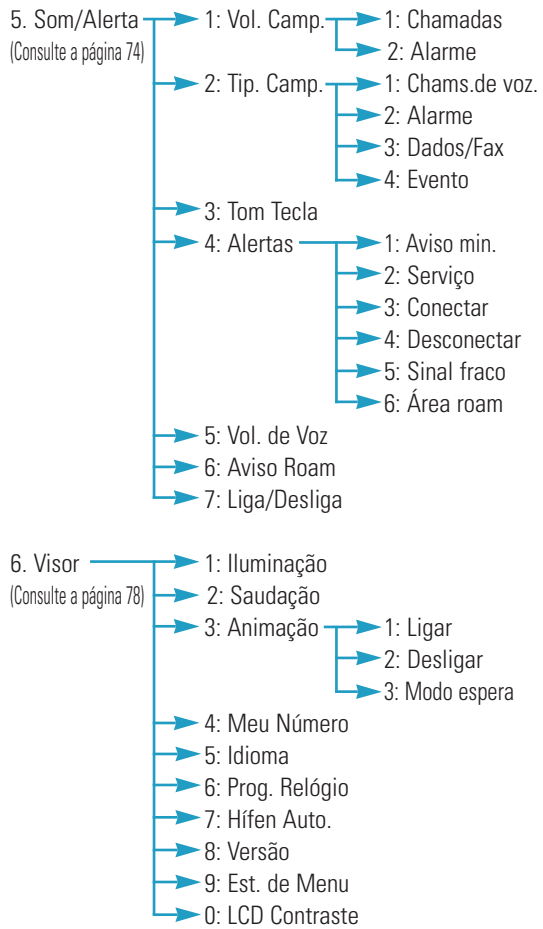 5. Som/Alerta 1: Vol. Camp. 1: Chamadas
(Consulte a página 74) 2: Alarme
2: Tip. Camp. 1: Chams.de voz.
2: Alarme
3: Dados/Fax
4: Evento
3: Tom Tecla
4: Alertas 1: Aviso min.
2: Serviço
3: Conectar
4: Desconectar
5: Sinal fraco
6: Área roam
5: Vol. de Voz
6: Aviso Roam
7: Liga/Desliga
6. Visor 1: Iluminação
(Consulte a página 78) 2: Saudação
3: Animação 1: Ligar
2: Desligar
3: Modo espera
4: Meu Número
5: Idioma
6: Prog. Relógio
7: Hífen Auto.
8: Versão
9: Est. de Menu
0: LCD Contraste